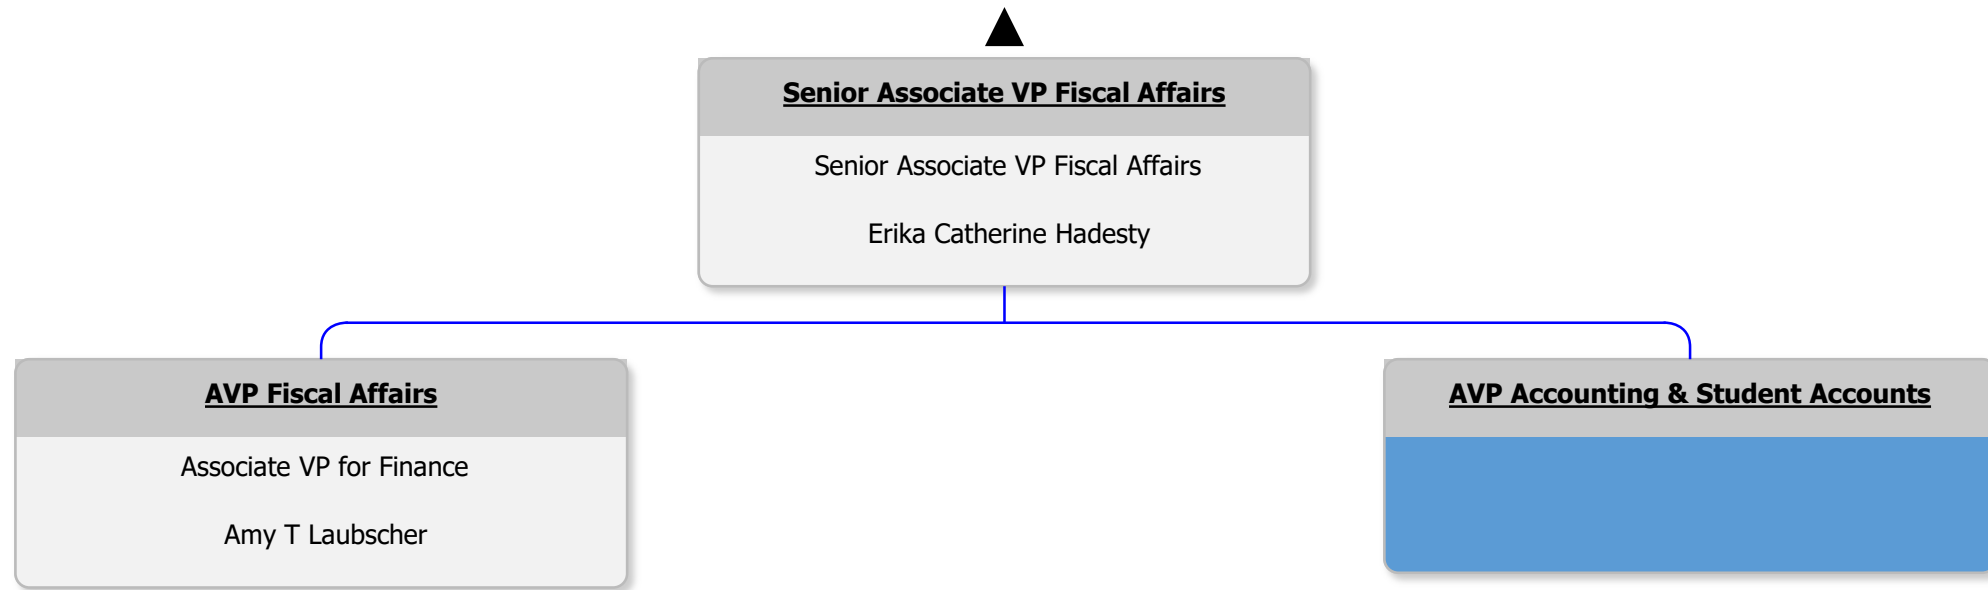 Senior Associate VP Fiscal Affairs
Senior Associate VP Fiscal Affairs
Erika Catherine Hadesty
AVP Fiscal Affairs
Associate VP for Finance
Amy T Laubscher
AVP Accounting & Student Accounts